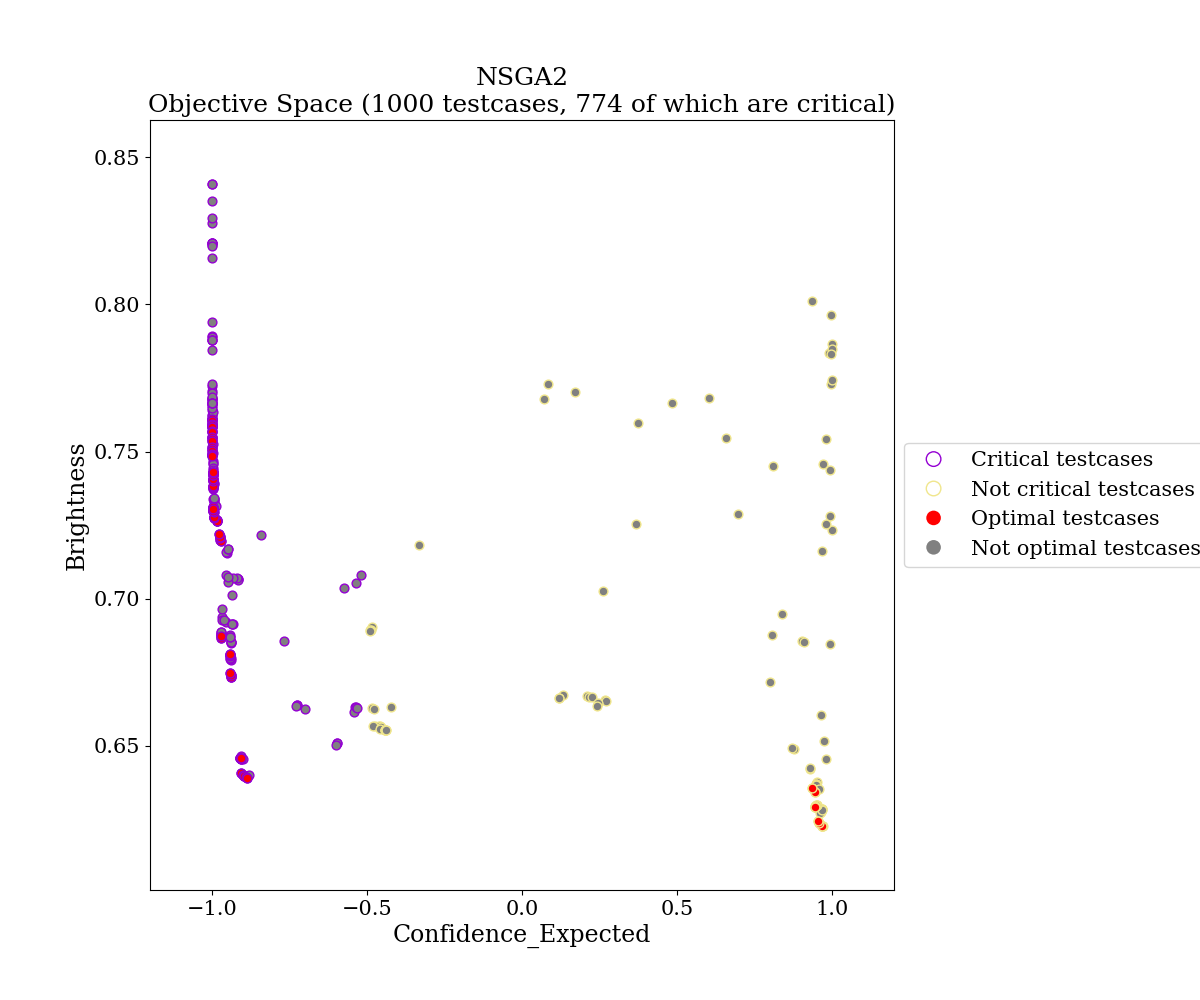 NSGA2
Objective Space (1000 testcases, 774 of which are critical)
0.85
0.80
0.75
0.70
0.65
Brightness
−1.0 −0.5 0.0 0.5 1.0
Confidence_Expected
Critical testcases
Not critical testcases
Optimal testcases
Not optimal testcases